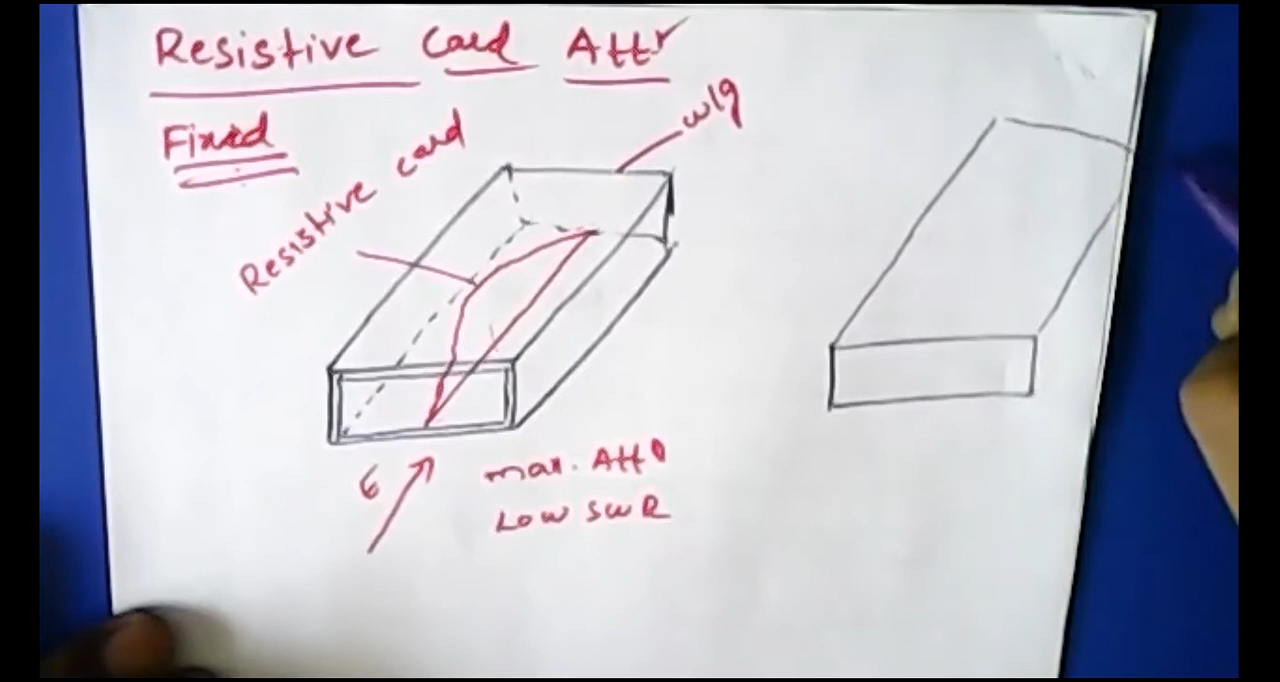 Resistive Card Attr
Fixed
Resistive card
w/g
E
max. Att
Low SWR